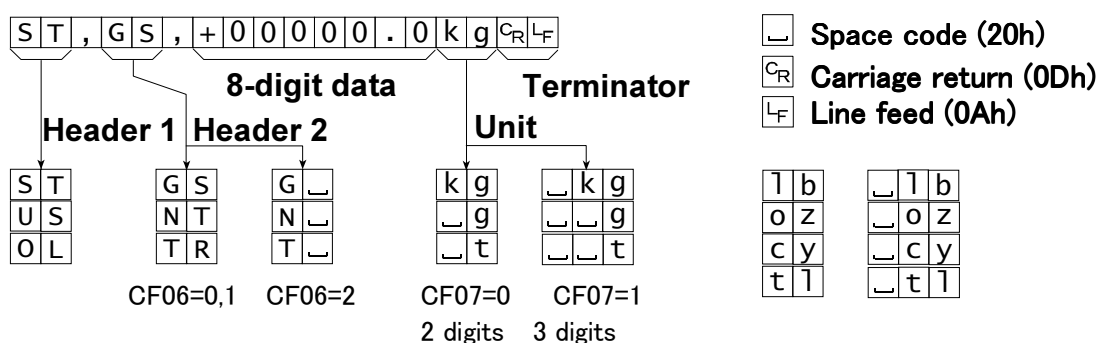 ST,GS,+00000.0kgCRLF
8-digit data
Terminator
Header 1
Header 2
Unit
ST
US
OL
GS
NT
TR
G␣
N␣
T␣
kg
␣g
␣t
␣kg
␣␣g
␣␣t
CF06=0,1
CF06=2
CF07=0
CF07=1
2 digits
3 digits
␣ Space code (20h)
CR Carriage return (0Dh)
LF Line feed (0Ah)
lb
oz
cy
tl
␣lb
␣oz
␣cy
␣tl